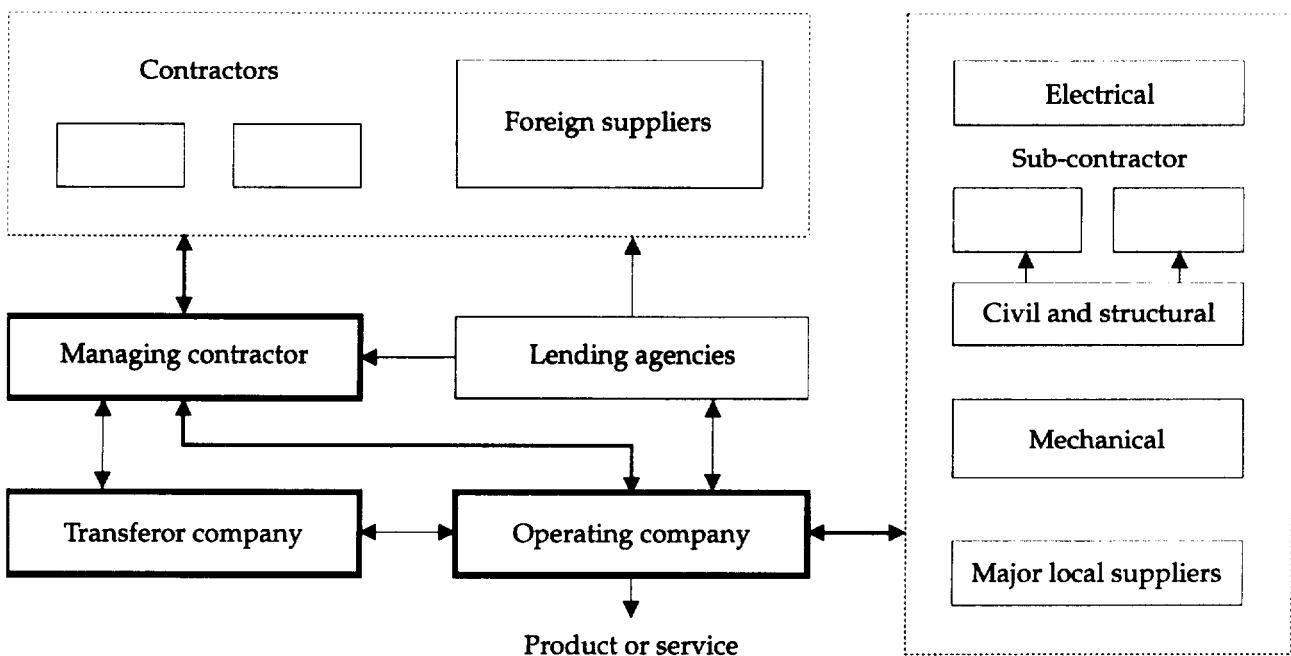 Contractors
Foreign suppliers
Managing contractor
Lending agencies
Transferor company
Operating company
Product or service
Electrical
Sub-contractor
Civil and structural
Mechanical
Major local suppliers